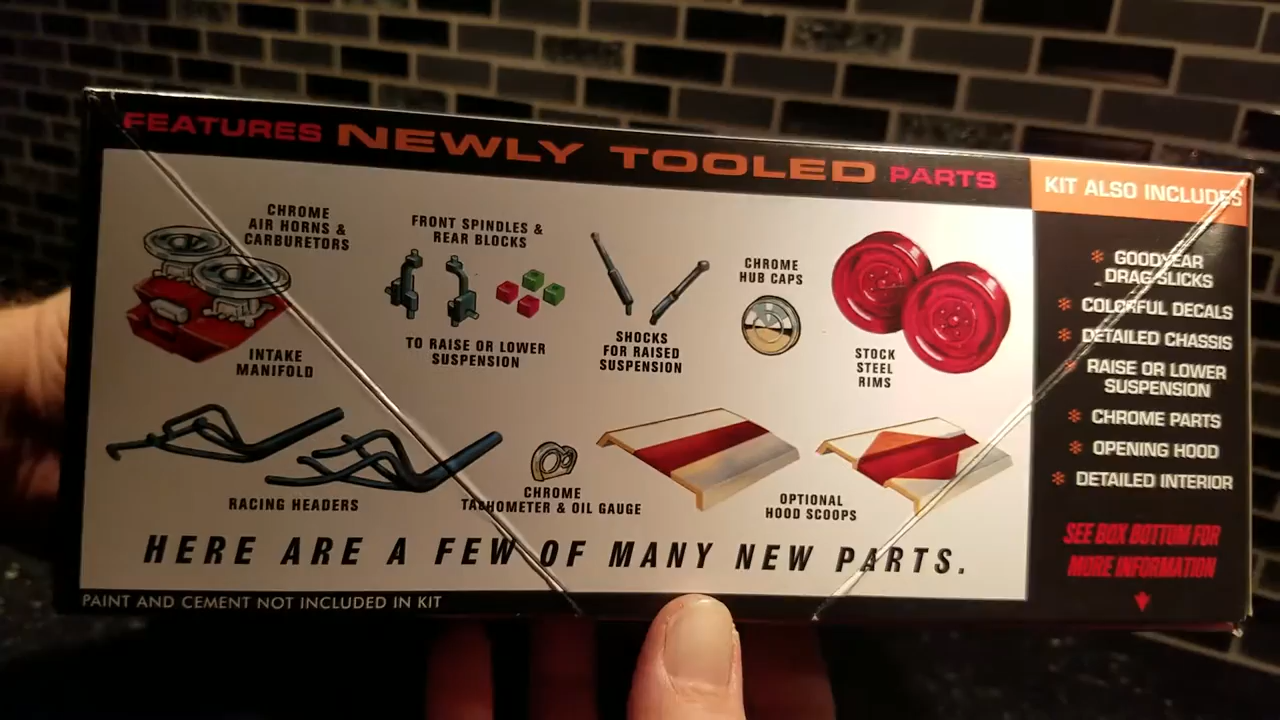 FEATURES NEWLY TOOLED PARTS
CHROME
AIR HORNS &
CARBURETORS
INTAKE
MANIFOLD
FRONT SPINDLES &
REAR BLOCKS
TO RAISE OR LOWER
SUSPENSION
SHOCKS
FOR RAISED
SUSPENSION
CHROME
HUB CAPS
STOCK
STEEL
RIMS
RACING HEADERS
CHROME
TACHOMETER & OIL GAUGE
OPTIONAL
HOOD SCOOPS
HERE ARE A FEW OF MANY NEW PARTS.
PAINT AND CEMENT NOT INCLUDED IN KIT
KIT ALSO INCLUDES
* GOODYEAR
DRAG SLICKS
* COLORFUL DECALS
* DETAILED CHASSIS
* RAISE OR LOWER
SUSPENSION
* CHROME PARTS
* OPENING HOOD
* DETAILED INTERIOR
SEE BOX BOTTOM FOR
MORE INFORMATION